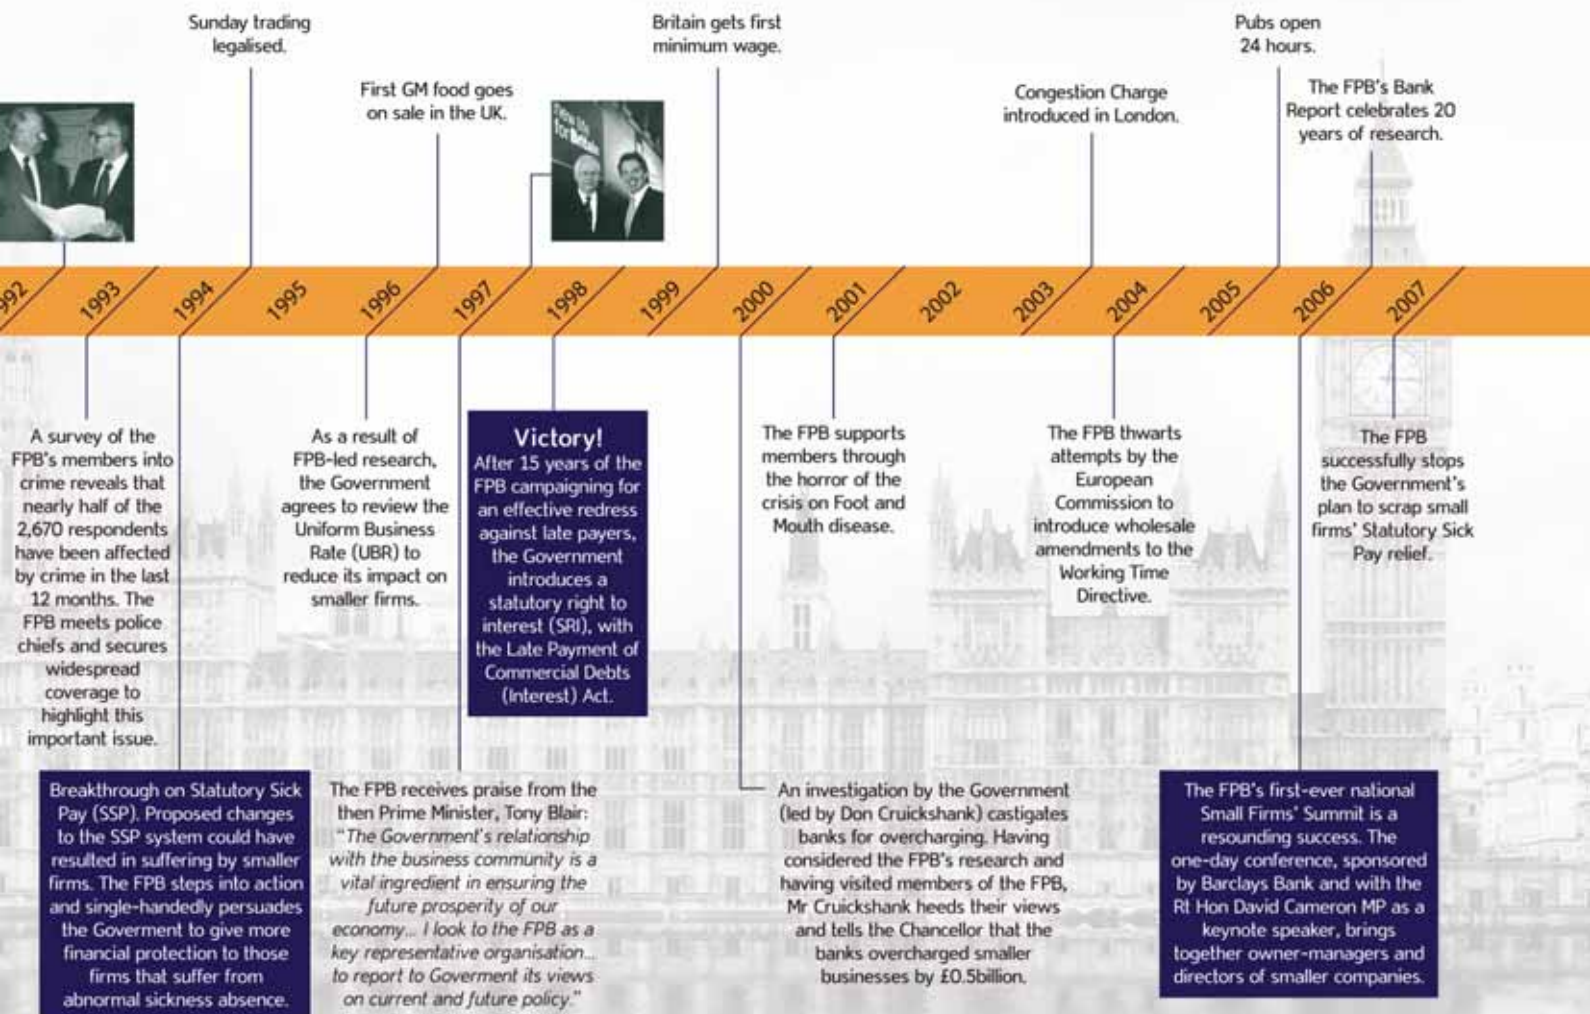 Sunday trading
legalised.
First GM food goes
on sale in the UK.
New life
for Britain
Britain gets first
minimum wage.
Congestion Charge
introduced in London.
Pubs open
24 hours.
The FPB's Bank
Report celebrates 20
years of research.
992
1993
1994
1995
1996
1997
1998
1999
2000
2001
2002
2003
2004
2005
2006
2007
A survey of the
FPB's members into
crime reveals that
nearly half of the
2,670 respondents
have been affected
by crime in the last
12 months. The
FPB meets police
chiefs and secures
widespread
coverage to
highlight this
important issue.
Breakthrough on Statutory Sick
Pay (SSP). Proposed changes
to the SSP system could have
resulted in suffering by smaller
firms. The FPB steps into action
and single-handedly persuades
the Goverment to give more
financial protection to those
firms that suffer from
abnormal sickness absence.
As a result of
FPB-led research,
the Government
agrees to review the
Uniform Business
Rate (UBR) to
reduce its impact on
smaller firms.
The FPB receives praise from the
then Prime Minister, Tony Blair:
"The Government's relationship
with the business community is a
vital ingredient in ensuring the
future prosperity of our
economy... I look to the FPB as a
key representative organisation...
to report to Goverment its views
on current and future policy."
Victory!
After 15 years of the
FPB campaigning for
an effective redress
against late payers,
the Government
introduces a
statutory right to
interest (SRI), with
the Late Payment of
Commercial Debts
(Interest) Act.
An investigation by the Government
(led by Don Cruickshank) castigates
banks for overcharging. Having
considered the FPB's research and
having visited members of the FPB,
Mr Cruickshank heeds their views
and tells the Chancellor that the
banks overcharged smaller
businesses by £0.5billion.
The FPB supports
members through
the horror of the
crisis on Foot and
Mouth disease.
The FPB thwarts
attempts by the
European
Commission to
introduce wholesale
amendments to the
Working Time
Directive.
The FPB's first-ever national
Small Firms' Summit is a
resounding success. The
one-day conference, sponsored
by Barclays Bank and with the
Rt Hon David Cameron MP as a
keynote speaker, brings
together owner-managers and
directors of smaller companies.
The FPB
successfully stops
the Government's
plan to scrap small
firms' Statutory Sick
Pay relief.